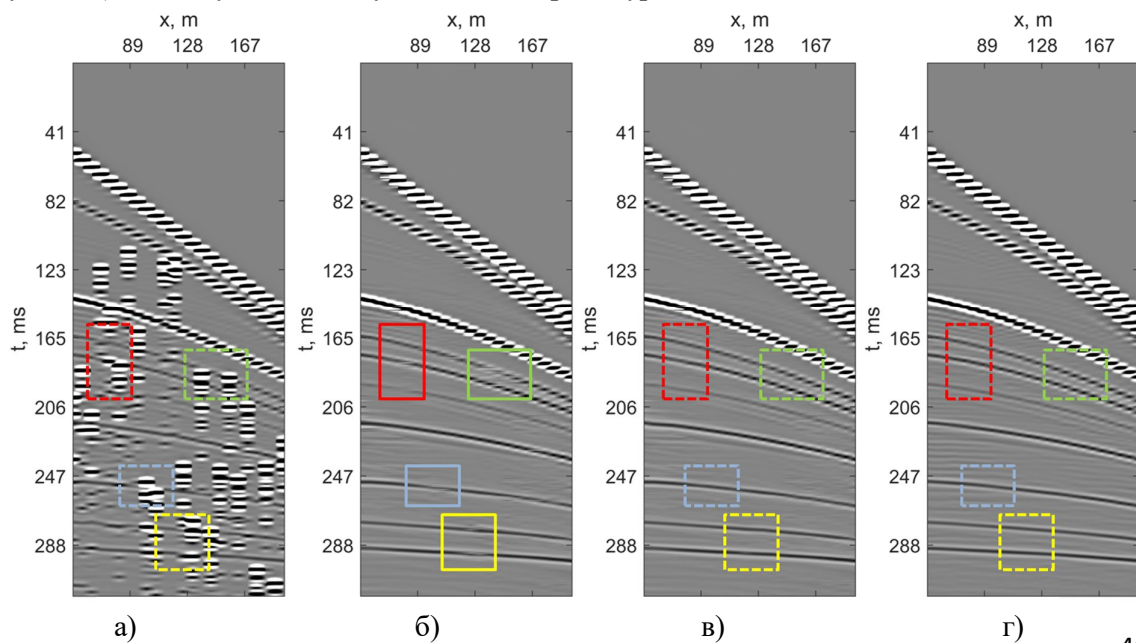 x, m x, m x, m x, m
89 128 167 89 128 167 89 128 167 89 128 167
41 41 41 41
82 82 82 82
123 123 123 123
t, ms t, ms t, ms t, ms
165 165 165 165
206 206 206 206
247 247 247 247
288 288 288 288
а) б) в) г)